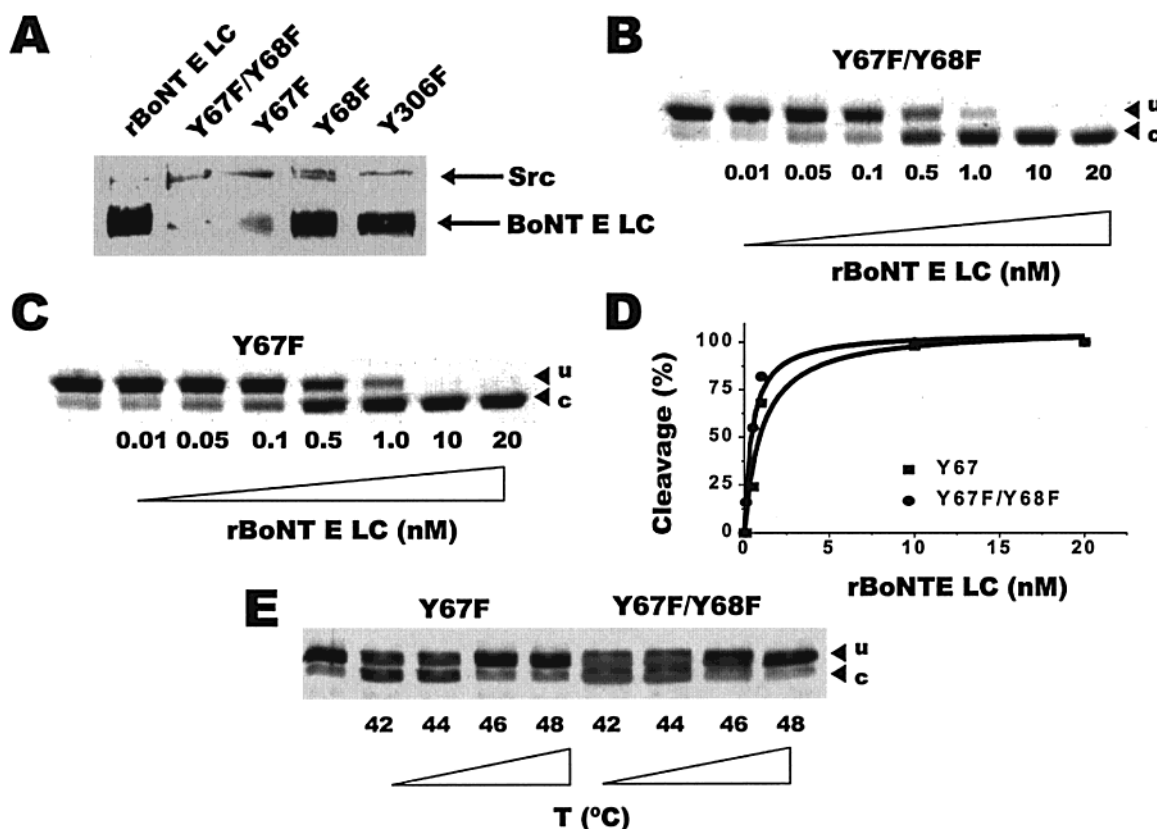 A
rBoNT E LC
Y67F/Y68F
Y67F
Y68F
Y306F
Src
BoNT E LC
B
Y67F/Y68F
u
c
0.01 0.05 0.1 0.5 1.0 10 20
rBoNT E LC (nM)
C
Y67F
u
c
0.01 0.05 0.1 0.5 1.0 10 20
rBoNT E LC (nM)
D
Cleavage (%)
100
75
50
25
0
Y67
Y67F/Y68F
0 5 10 15 20
rBoNTE LC (nM)
E
Y67F Y67F/Y68F
u
c
42 44 46 48 42 44 46 48
T (ºC)